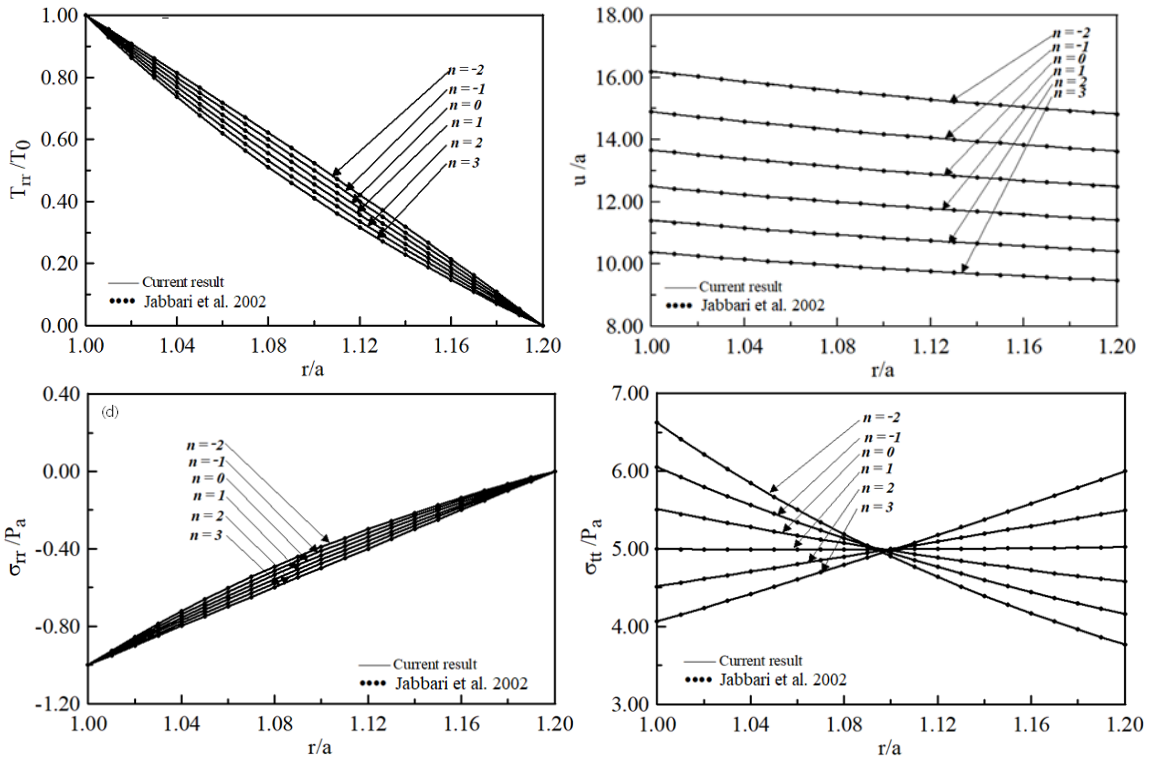 1.00
0.80
0.60
0.40
0.20
0.00
T_rr /T_0
n = -2
n = -1
n = 0
n = 1
n = 2
n = 3
Current result
Jabbari et al. 2002
1.00 1.04 1.08 1.12 1.16 1.20
r/a
18.00
16.00
14.00
12.00
10.00
8.00
u /a
n = -2
n = -1
n = 0
n = 1
n = 2
n = 3
Current result
Jabbari et al. 2002
1.00 1.04 1.08 1.12 1.16 1.20
r/a
0.40
0.00
-0.40
-0.80
-1.20
σ_rr /P_a
(d)
n = -2
n = -1
n = 0
n = 1
n = 2
n = 3
Current result
Jabbari et al. 2002
1.00 1.04 1.08 1.12 1.16 1.20
r/a
7.00
6.00
5.00
4.00
3.00
σ_tt /P_a
n = -2
n = -1
n = 0
n = 1
n = 2
n = 3
Current result
Jabbari et al. 2002
1.00 1.04 1.08 1.12 1.16 1.20
r/a